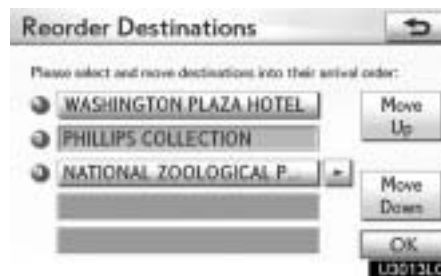 Reorder Destinations
Please select and move destinations into their arrival order:
WASHINGTON PLAZA HOTEL
Move
Up
PHILLIPS COLLECTION
NATIONAL ZOOLOGICAL P...
Move
Down
OK